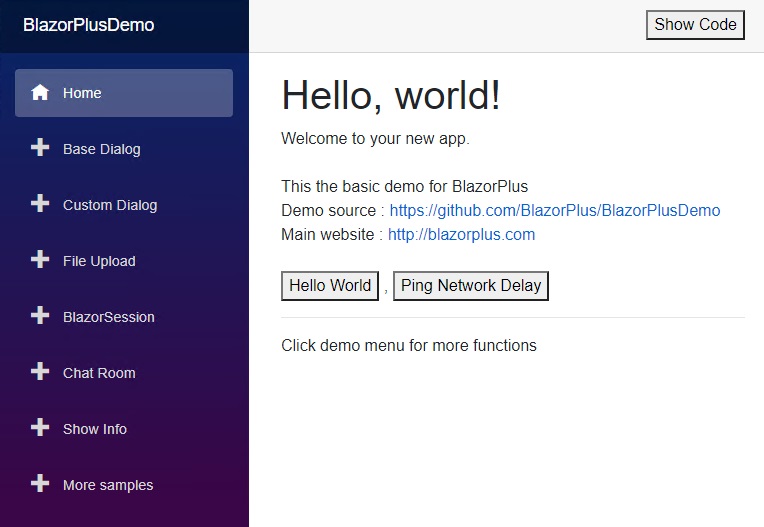 BlazorPlusDemo
Show Code
Home
Base Dialog
Custom Dialog
File Upload
BlazorSession
Chat Room
Show Info
More samples
Hello, world!
Welcome to your new app.
This the basic demo for BlazorPlus
Demo source : https://github.com/BlazorPlus/BlazorPlusDemo
Main website : http://blazorplus.com
Hello World , Ping Network Delay
Click demo menu for more functions